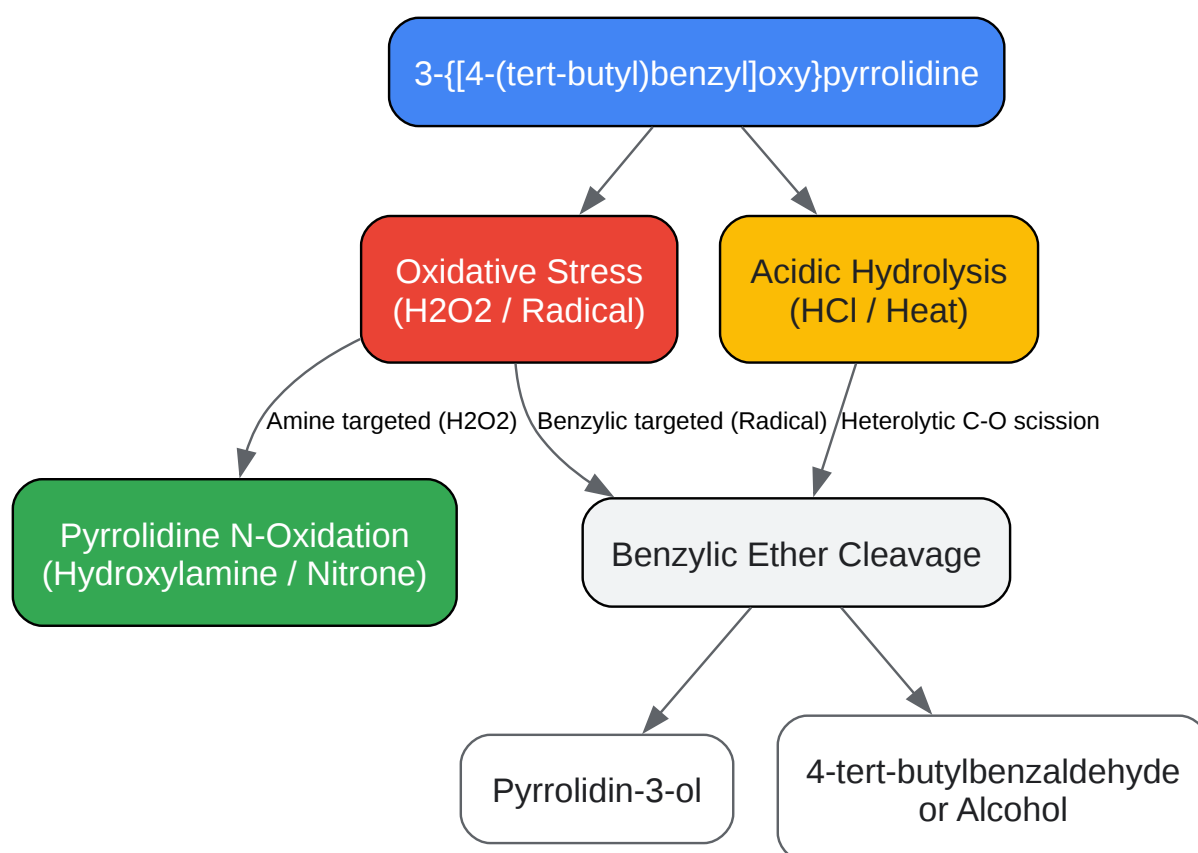 3-{[4-(tert-butyl)benzyl]oxy}pyrrolidine
Oxidative Stress
(H2O2 / Radical)
Acidic Hydrolysis
(HCl / Heat)
Amine targeted (H2O2)
Benzylic targeted (Radical)
Heterolytic C-O scission
Pyrrolidine N-Oxidation
(Hydroxylamine / Nitrone)
Benzylic Ether Cleavage
Pyrrolidin-3-ol
4-tert-butylbenzaldehyde
or Alcohol